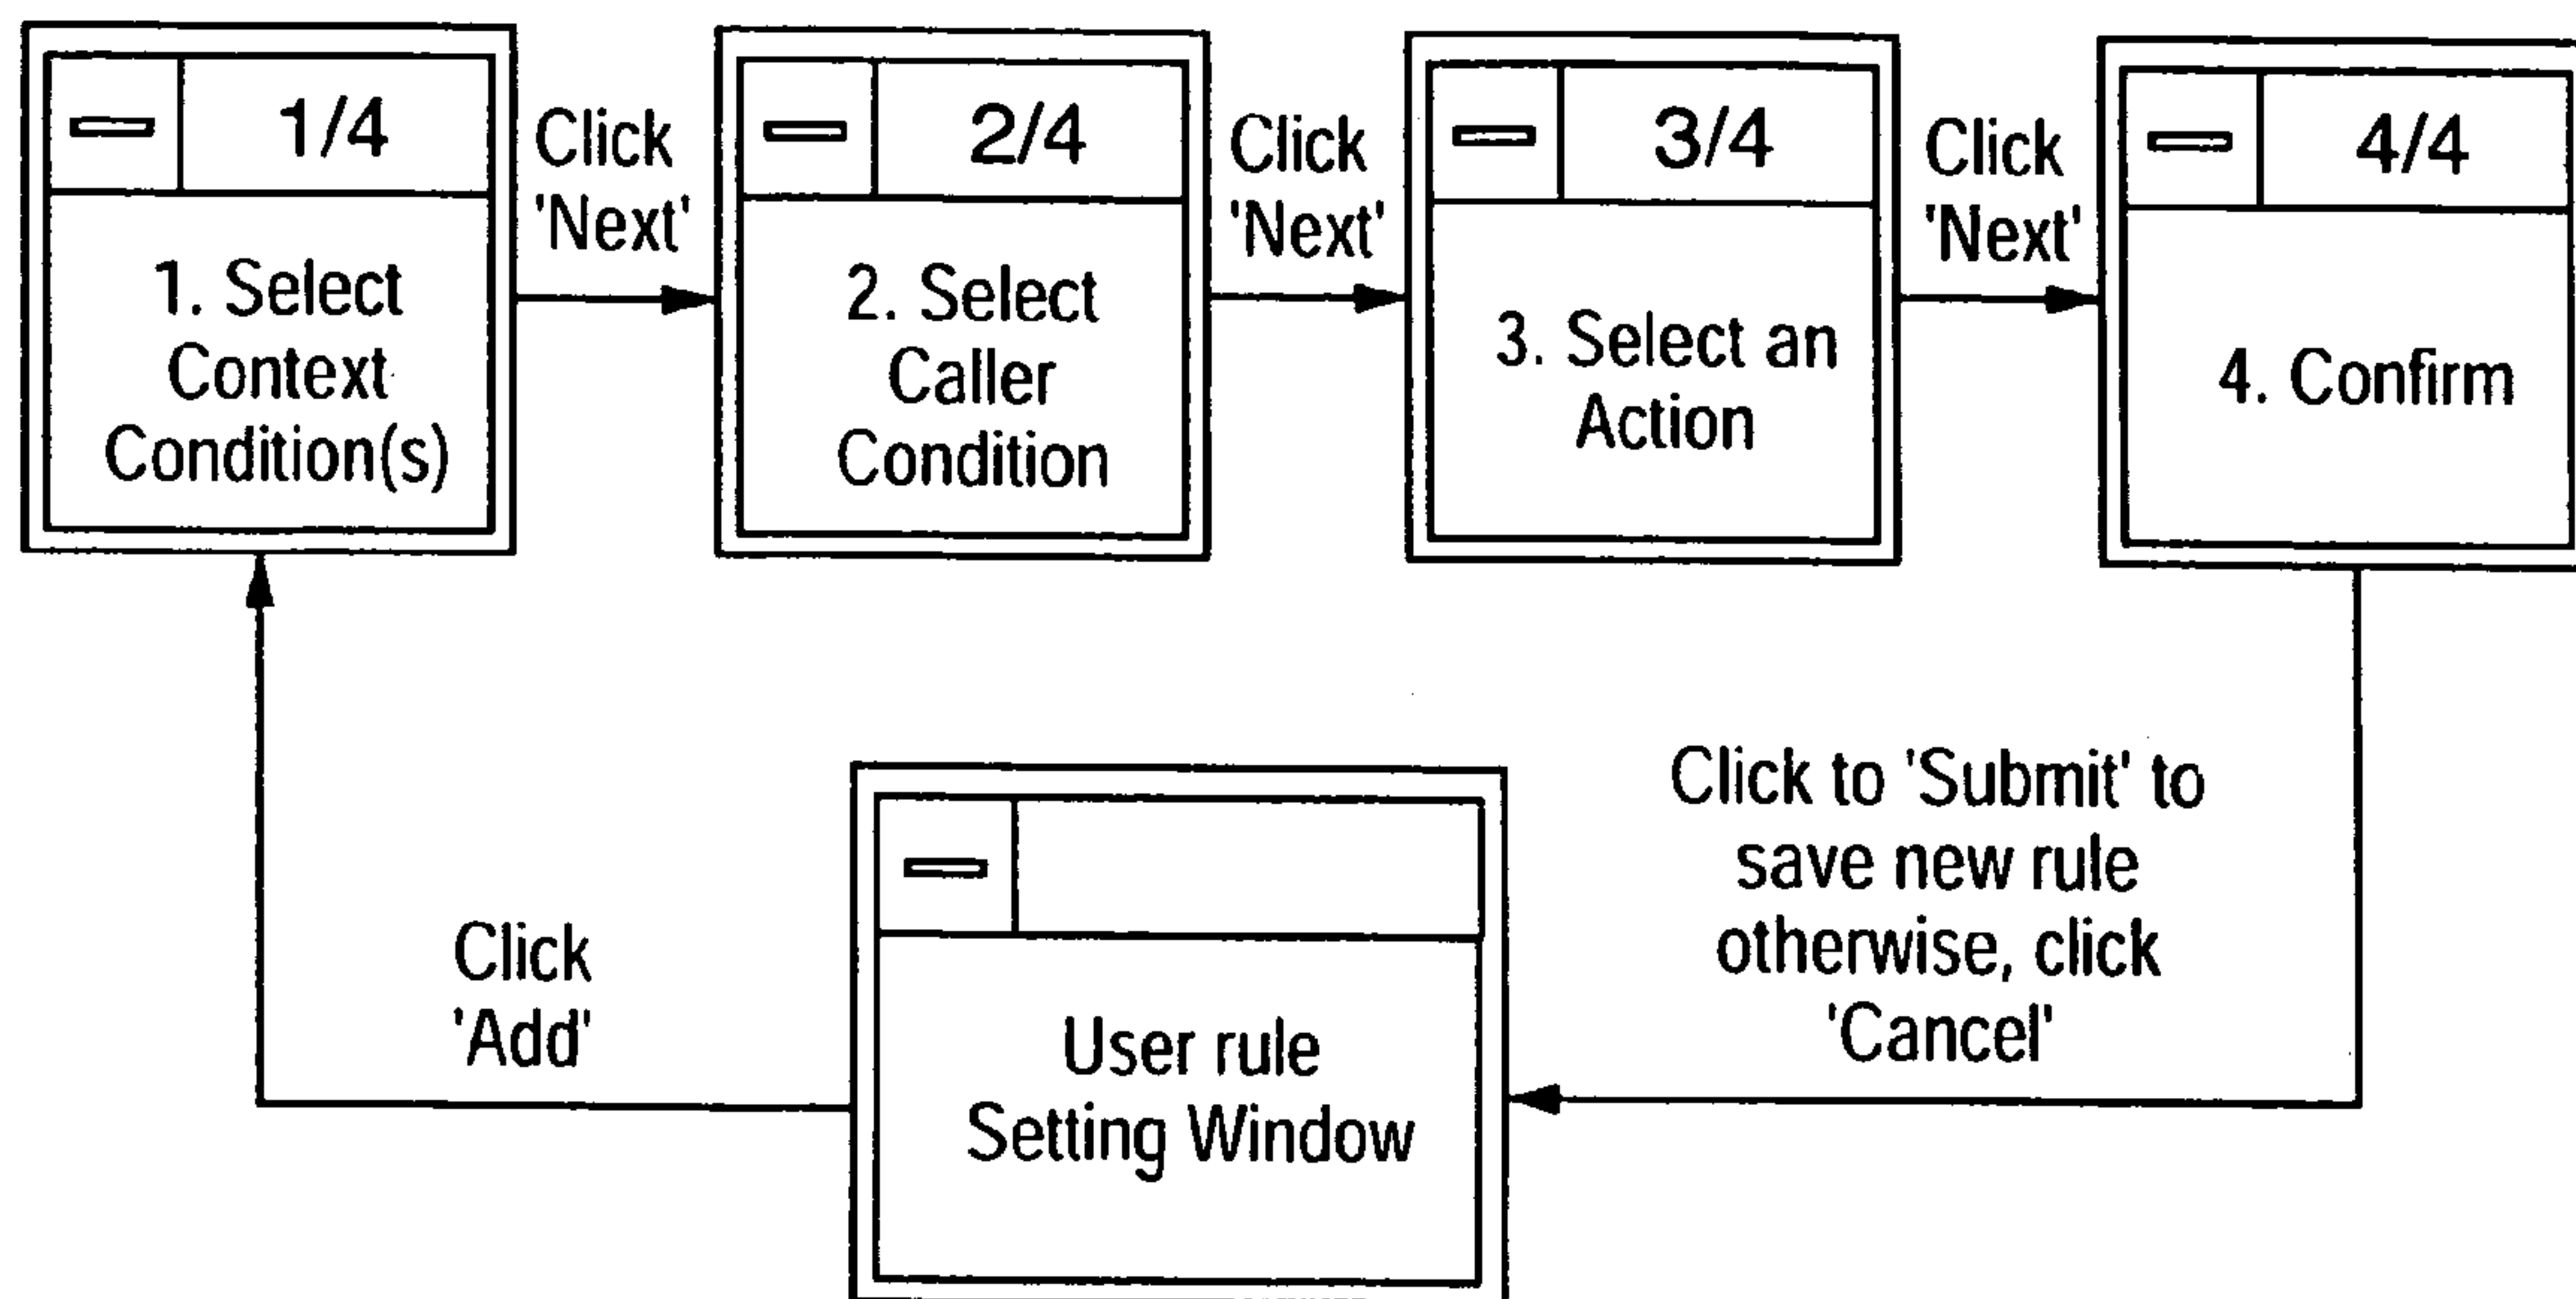 1/4
1. Select
Context
Condition(s)
Click
'Next'
2/4
2. Select
Caller
Condition
Click
'Next'
3/4
3. Select an
Action
Click
'Next'
4/4
4. Confirm
Click to 'Submit' to
save new rule
otherwise, click
'Cancel'
User rule
Setting Window
Click
'Add'